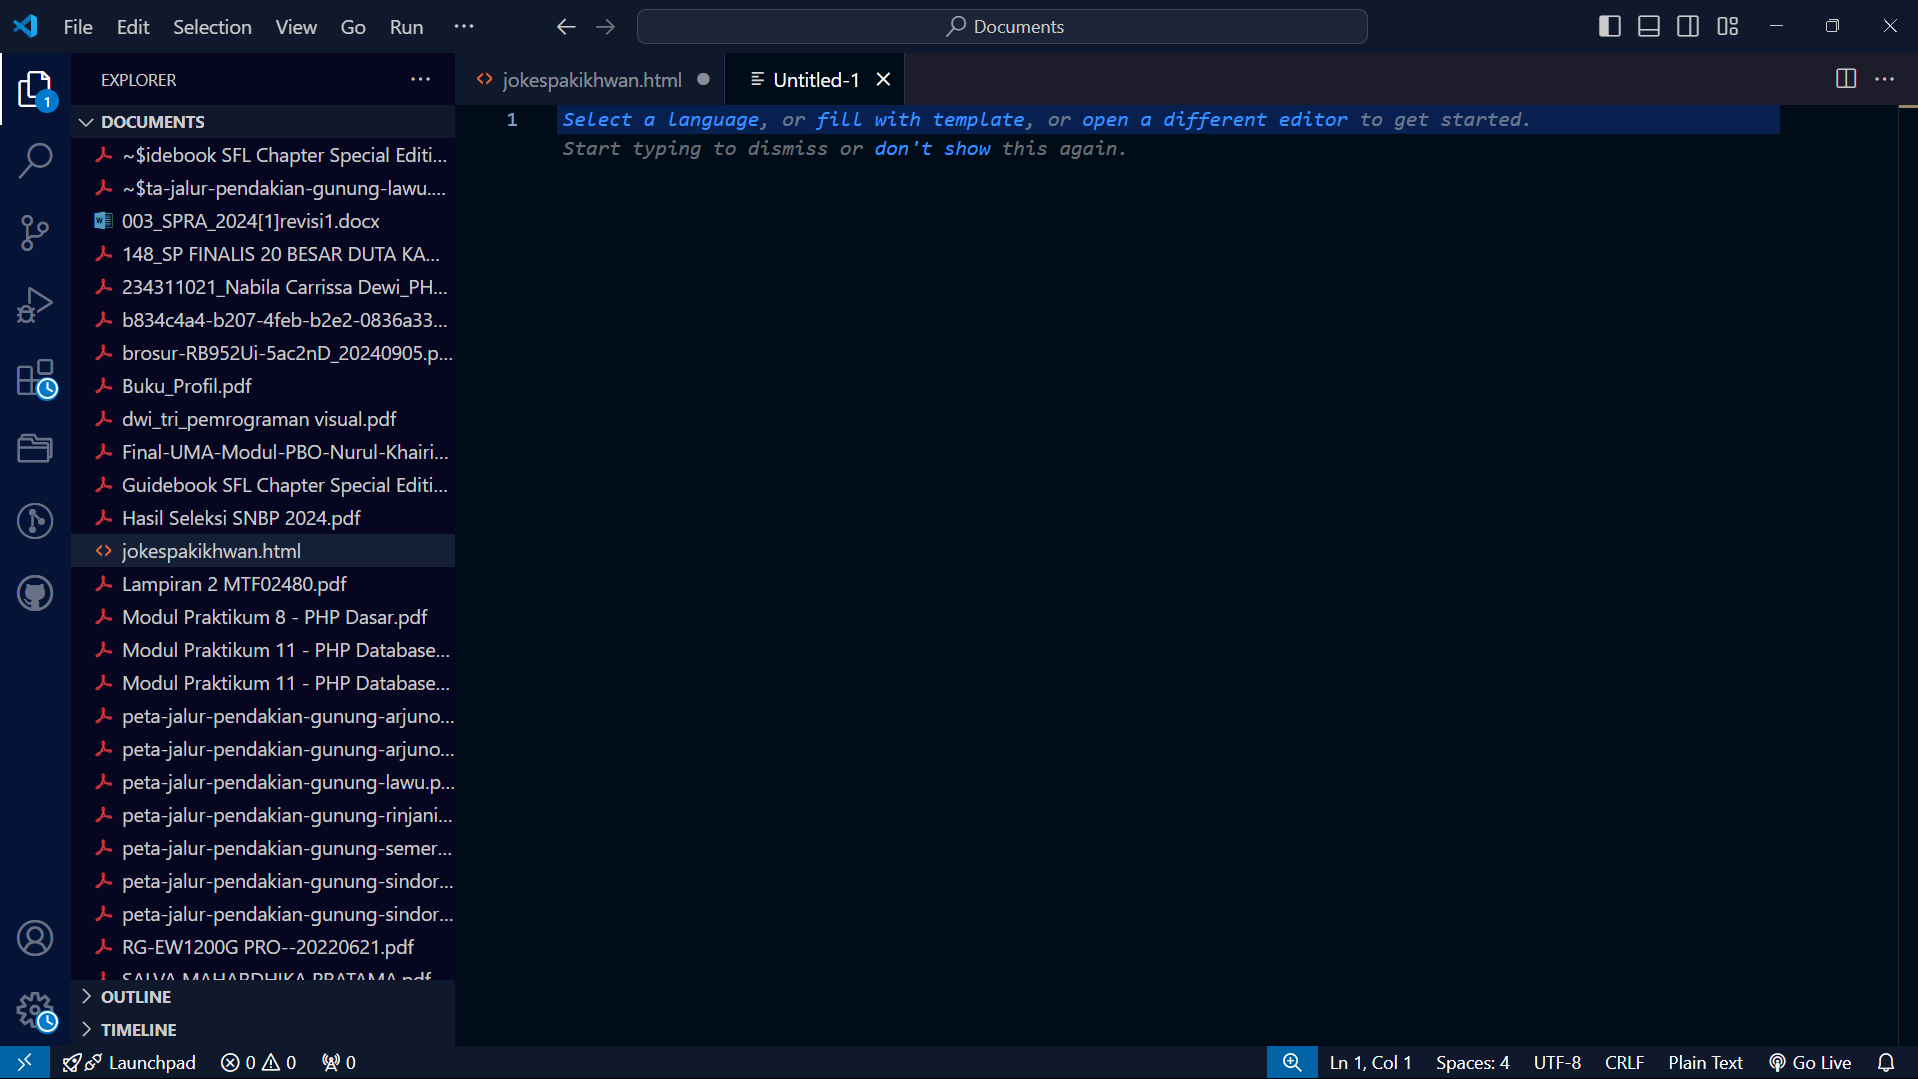 File Edit Selection View Go Run ···
Documents
EXPLORER ···
jokespakikhwan.html
Untitled-1
DOCUMENTS
~$idebook SFL Chapter Special Editi...
~$ta-jalur-pendakian-gunung-lawu....
003_SPRA_2024[1]revisi1.docx
148_SP FINALIS 20 BESAR DUTA KA...
234311021_Nabila Carrissa Dewi_PH...
b834c4a4-b207-4feb-b2e2-0836a33...
brosur-RB952Ui-5ac2nD_20240905.p...
Buku_Profil.pdf
dwi_tri_pemrograman visual.pdf
Final-UMA-Modul-PBO-Nurul-Khairi...
Guidebook SFL Chapter Special Editi...
Hasil Seleksi SNBP 2024.pdf
jokespakikhwan.html
Lampiran 2 MTF02480.pdf
Modul Praktikum 8 - PHP Dasar.pdf
Modul Praktikum 11 - PHP Database...
Modul Praktikum 11 - PHP Database...
peta-jalur-pendakian-gunung-arjuno...
peta-jalur-pendakian-gunung-arjuno...
peta-jalur-pendakian-gunung-lawu.p...
peta-jalur-pendakian-gunung-rinjani...
peta-jalur-pendakian-gunung-semer...
peta-jalur-pendakian-gunung-sindor...
peta-jalur-pendakian-gunung-sindor...
RG-EW1200G PRO--20220621.pdf
SALVA MAHARDHIKA PRATAMA.pdf
OUTLINE
TIMELINE
1
1 Select a language, or fill with template, or open a different editor to get started.
Start typing to dismiss or don't show this again.
Launchpad 0 0 0
Ln 1, Col 1 Spaces: 4 UTF-8 CRLF Plain Text Go Live